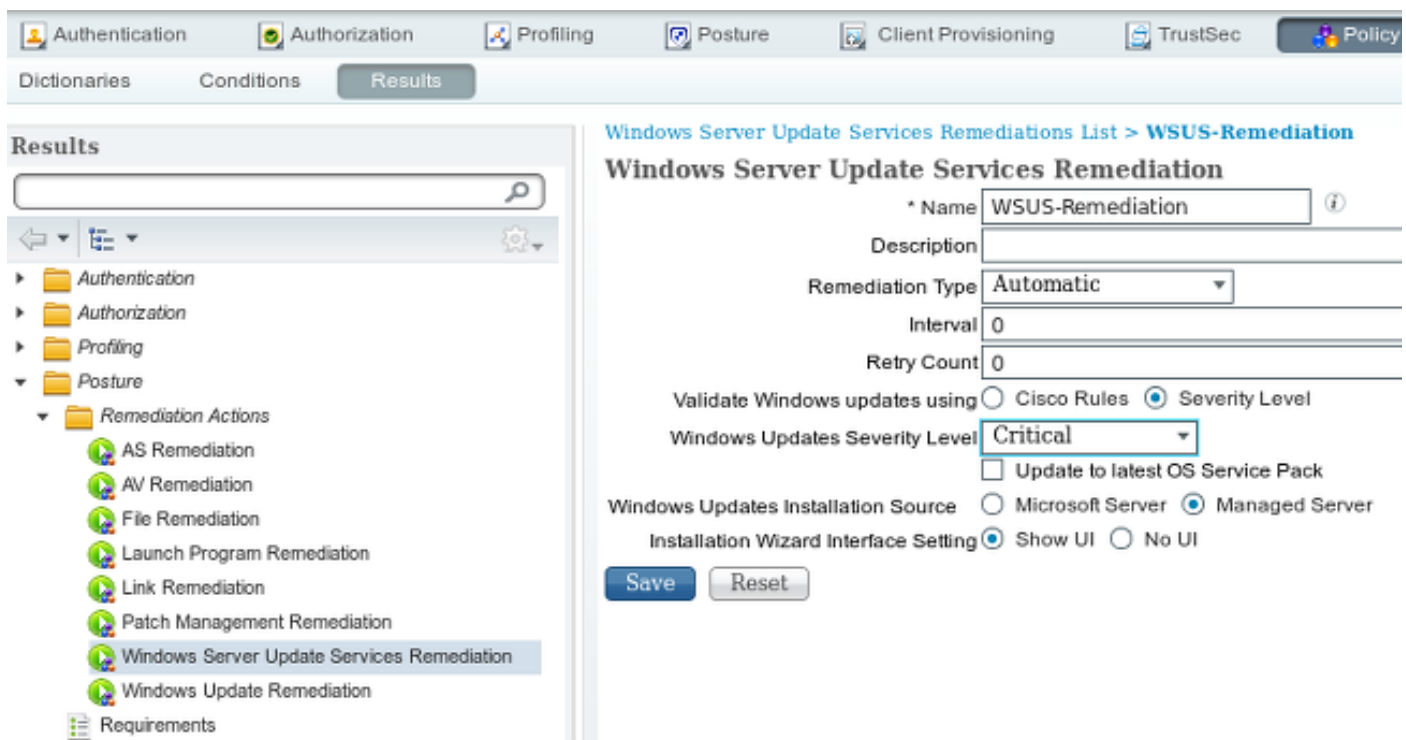 Authentication Authorization Profiling Posture Client Provisioning TrustSec Policy
Dictionaries Conditions Results
Results
Authentication
Authorization
Profiling
Posture
Remediation Actions
AS Remediation
AV Remediation
File Remediation
Launch Program Remediation
Link Remediation
Patch Management Remediation
Windows Server Update Services Remediation
Windows Update Remediation
Requirements
Windows Server Update Services Remediations List > WSUS-Remediation
Windows Server Update Services Remediation
* Name WSUS-Remediation
Description
Remediation Type Automatic
Interval 0
Retry Count 0
Validate Windows updates using Cisco Rules Severity Level
Windows Updates Severity Level Critical
Update to latest OS Service Pack
Windows Updates Installation Source Microsoft Server Managed Server
Installation Wizard Interface Setting Show UI No UI
Save Reset